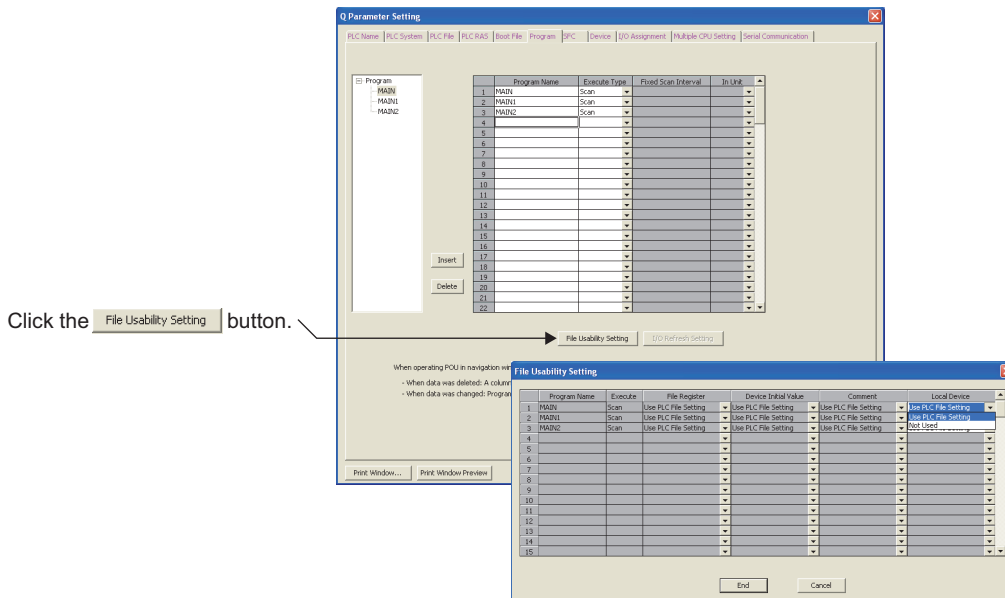 Q Parameter Setting
PLC Name PLC System PLC File PLC RAS Boot File Program SFC Device I/O Assignment Multiple CPU Setting Serial Communication
Program
MAIN
MAIN1
MAIN2
Program Name Execute Type Fixed Scan Interval In Unit
1 MAIN Scan
2 MAIN1 Scan
3 MAIN2 Scan
4
5
6
7
8
9
10
11
12
13
14
15
16
17
18
19
20
21
22
Insert
Delete
Click the File Usability Setting button.
File Usability Setting I/O Refresh Setting
When operating POU in navigation win
- When data was deleted: A column
- When data was changed: Program
Print Window... Print Window Preview
File Usability Setting
Program Name Execute File Register Device Initial Value Comment Local Device
1 MAIN Scan Use PLC File Setting Use PLC File Setting Use PLC File Setting Use PLC File Setting
2 MAIN1 Scan Use PLC File Setting Use PLC File Setting Use PLC File Setting Use PLC File Setting
3 MAIN2 Scan Use PLC File Setting Use PLC File Setting Use PLC File Setting Not Used
4
5
6
7
8
9
10
11
12
13
14
15
End Cancel